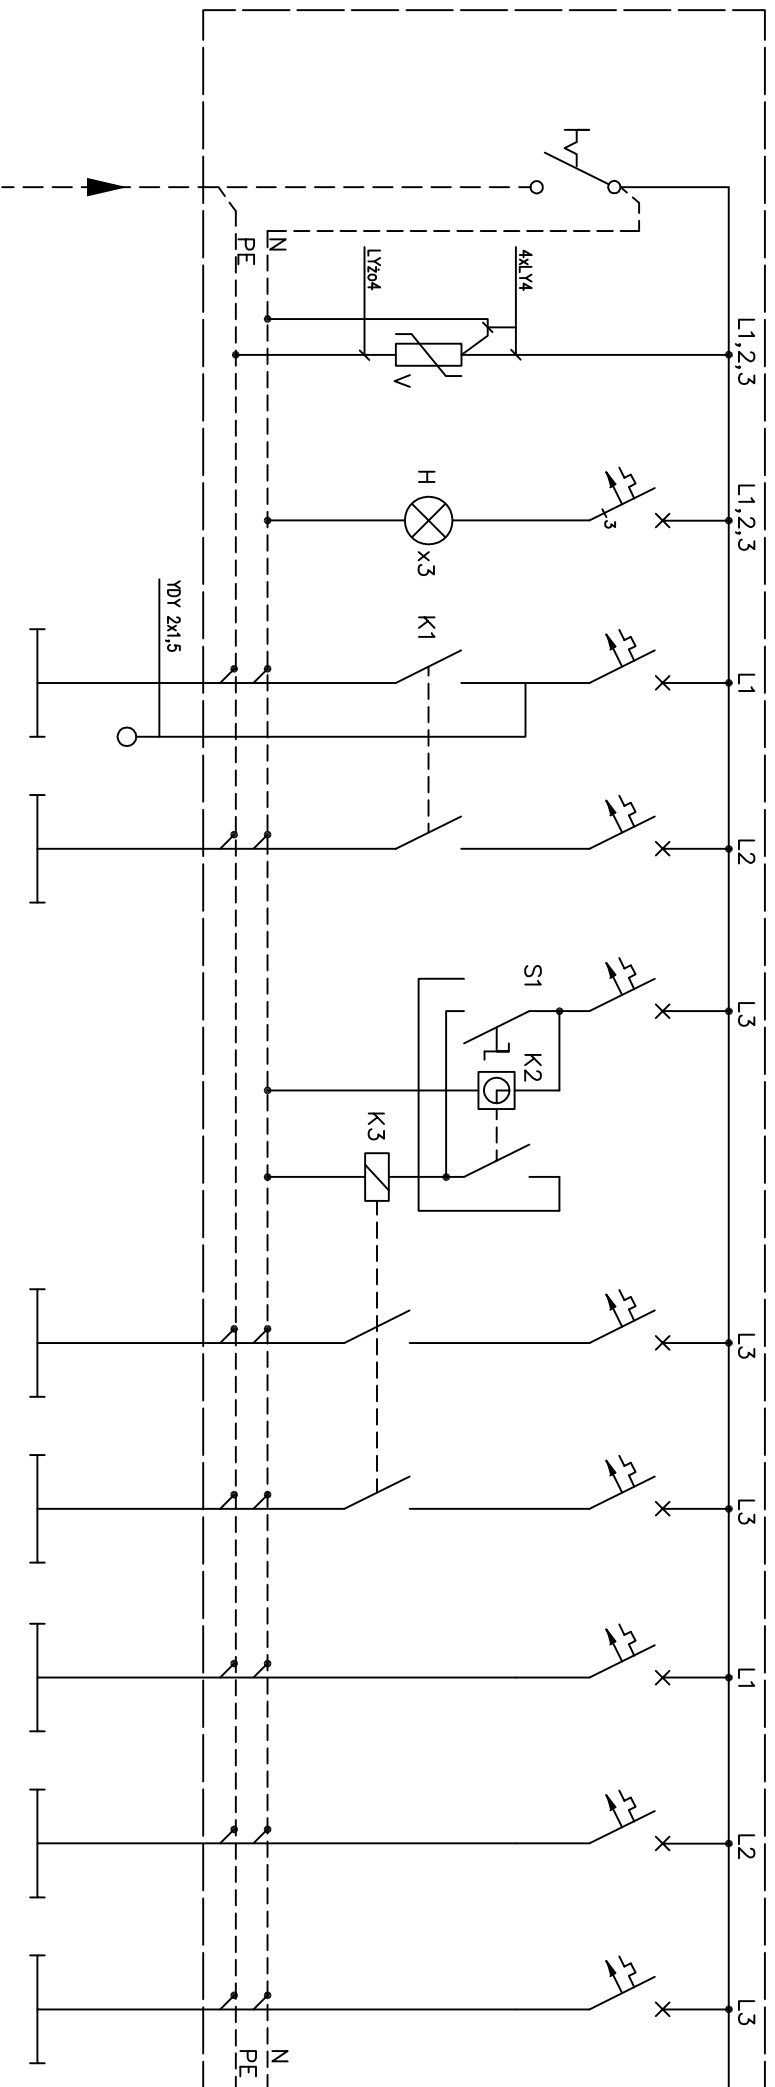 L1,2,3
L1,2,3
L1
L2
L3
L3
L3
L1
L2
L3
3
4xLY4
LYżo4
V
H
x3
K1
S1
K2
K3
N
PE
YDY 2x1,5
N
PE